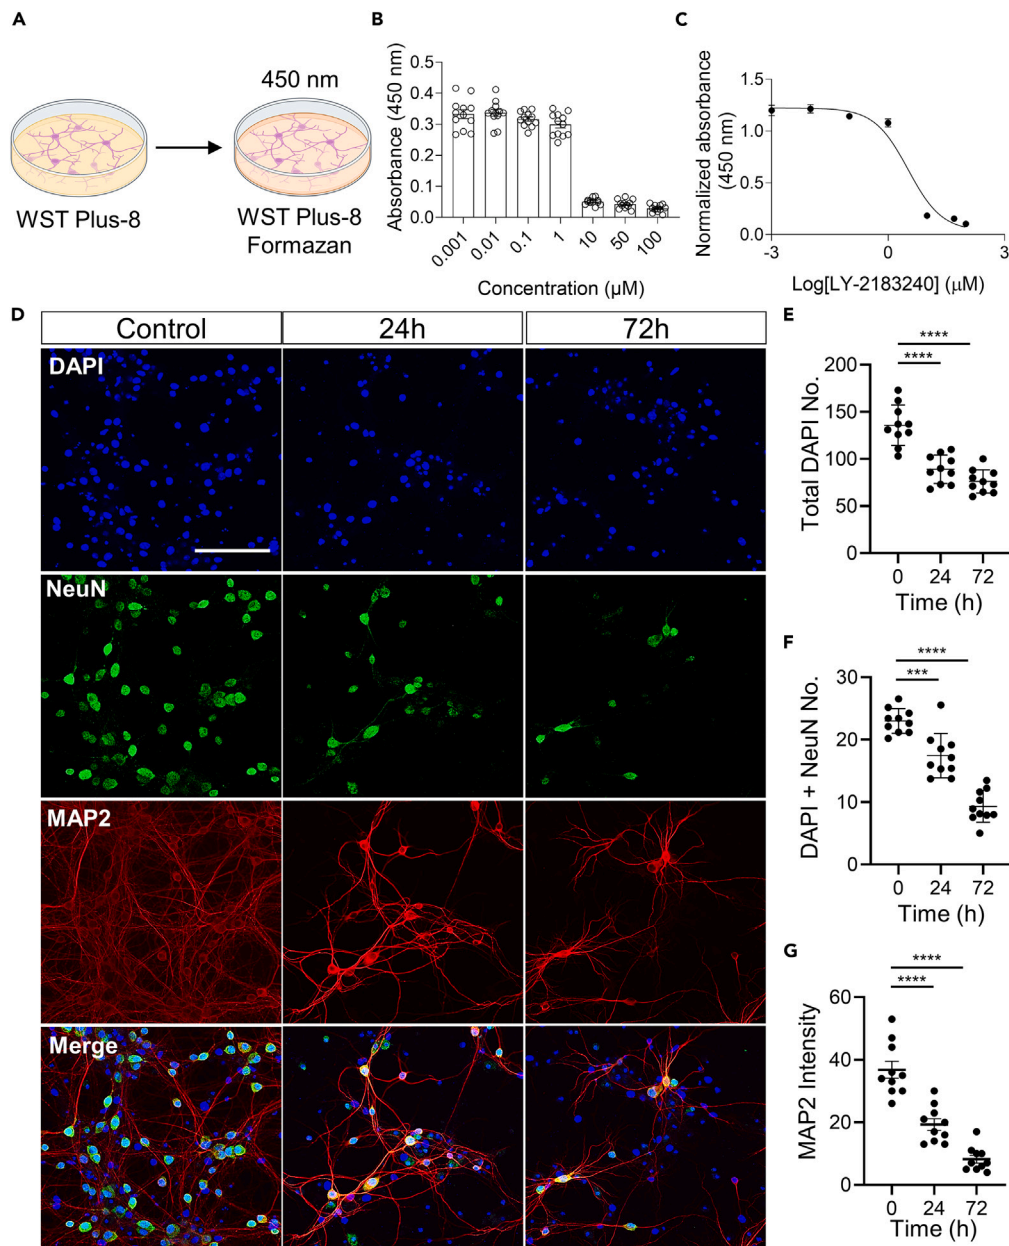 A
450 nm
WST Plus-8
WST Plus-8
Formazan
B
Absorbance (450 nm)
0.5
0.4
0.3
0.2
0.1
0.0
0.001
0.01
0.1
1
10
50
100
Concentration (µM)
C
Normalized absorbance
(450 nm)
1.5
1.0
0.5
0.0
-3
0
3
Log[LY-2183240] (µM)
D
Control
24h
72h
DAPI
NeuN
MAP2
Merge
E
****
****
Total DAPI No.
200
150
100
50
0
0
24
72
Time (h)
F
****
***
DAPI + NeuN No.
30
20
10
0
0
24
72
Time (h)
G
****
****
MAP2 Intensity
60
40
20
0
0
24
72
Time (h)